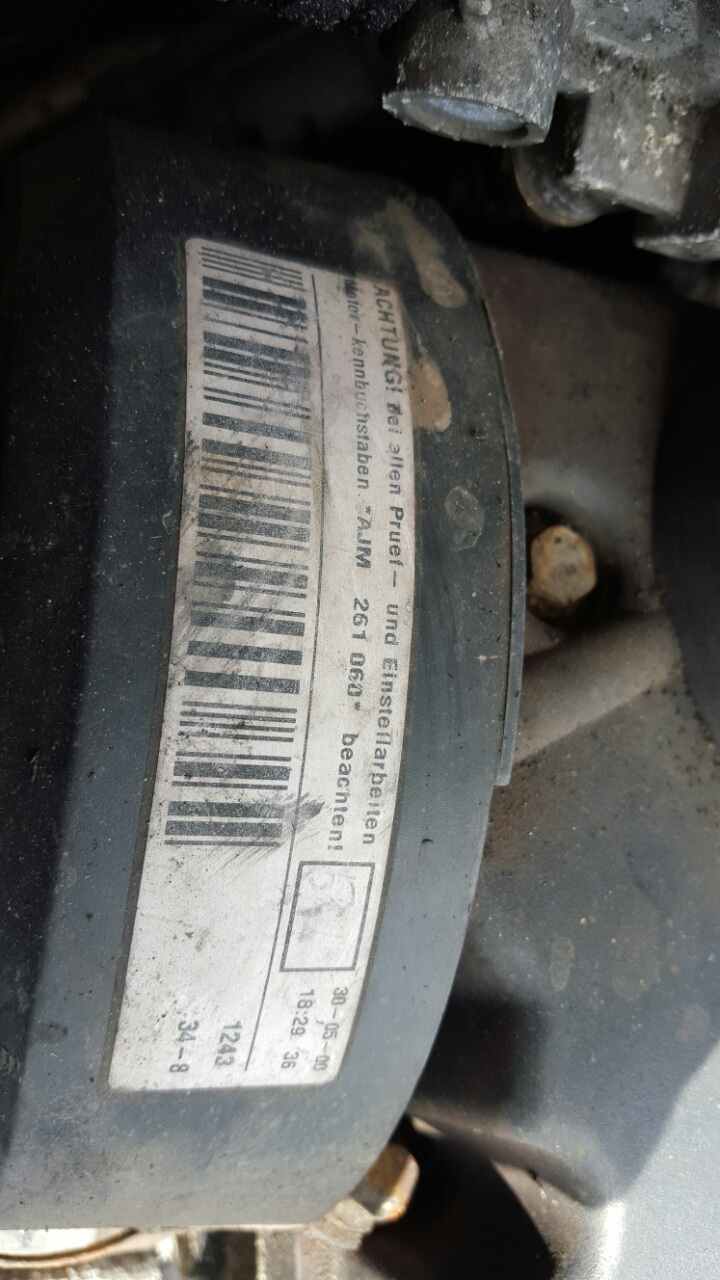 ACHTUNG! Bei allen Pruef- und Einstellarbeiten
Motor-kennbuchstaben "AJM 261 060" beachten!
30-05-00
18:29 36
1243
34-8